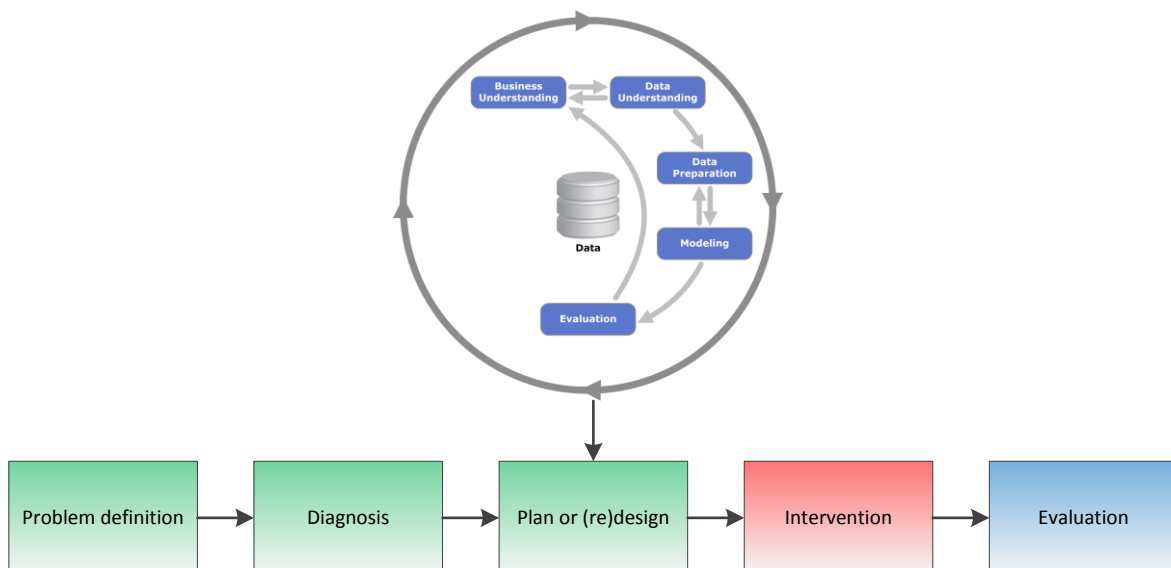 Business
Understanding
Data
Understanding
Data
Preparation
Data
Modeling
Evaluation
Problem definition
Diagnosis
Plan or (re)design
Intervention
Evaluation